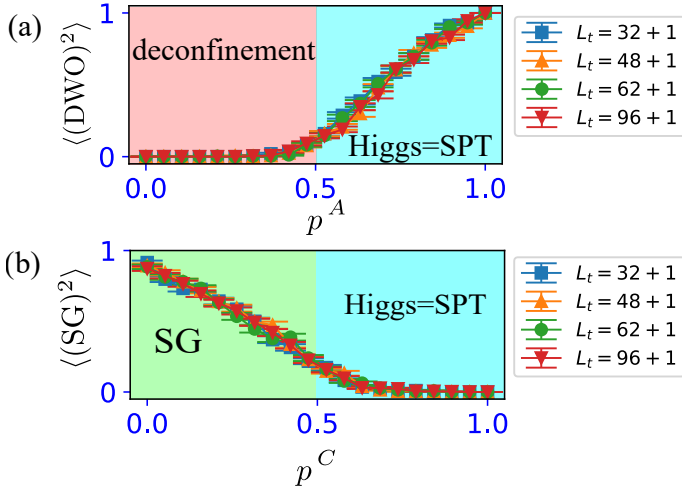 (a)
⟨(DWO)²⟩
1
0
deconfinement
Higgs=SPT
0.0 0.5 1.0
p^A
L_t = 32 + 1
L_t = 48 + 1
L_t = 62 + 1
L_t = 96 + 1
(b)
⟨(SG)²⟩
1
0
SG
Higgs=SPT
0.0 0.5 1.0
p^C
L_t = 32 + 1
L_t = 48 + 1
L_t = 62 + 1
L_t = 96 + 1